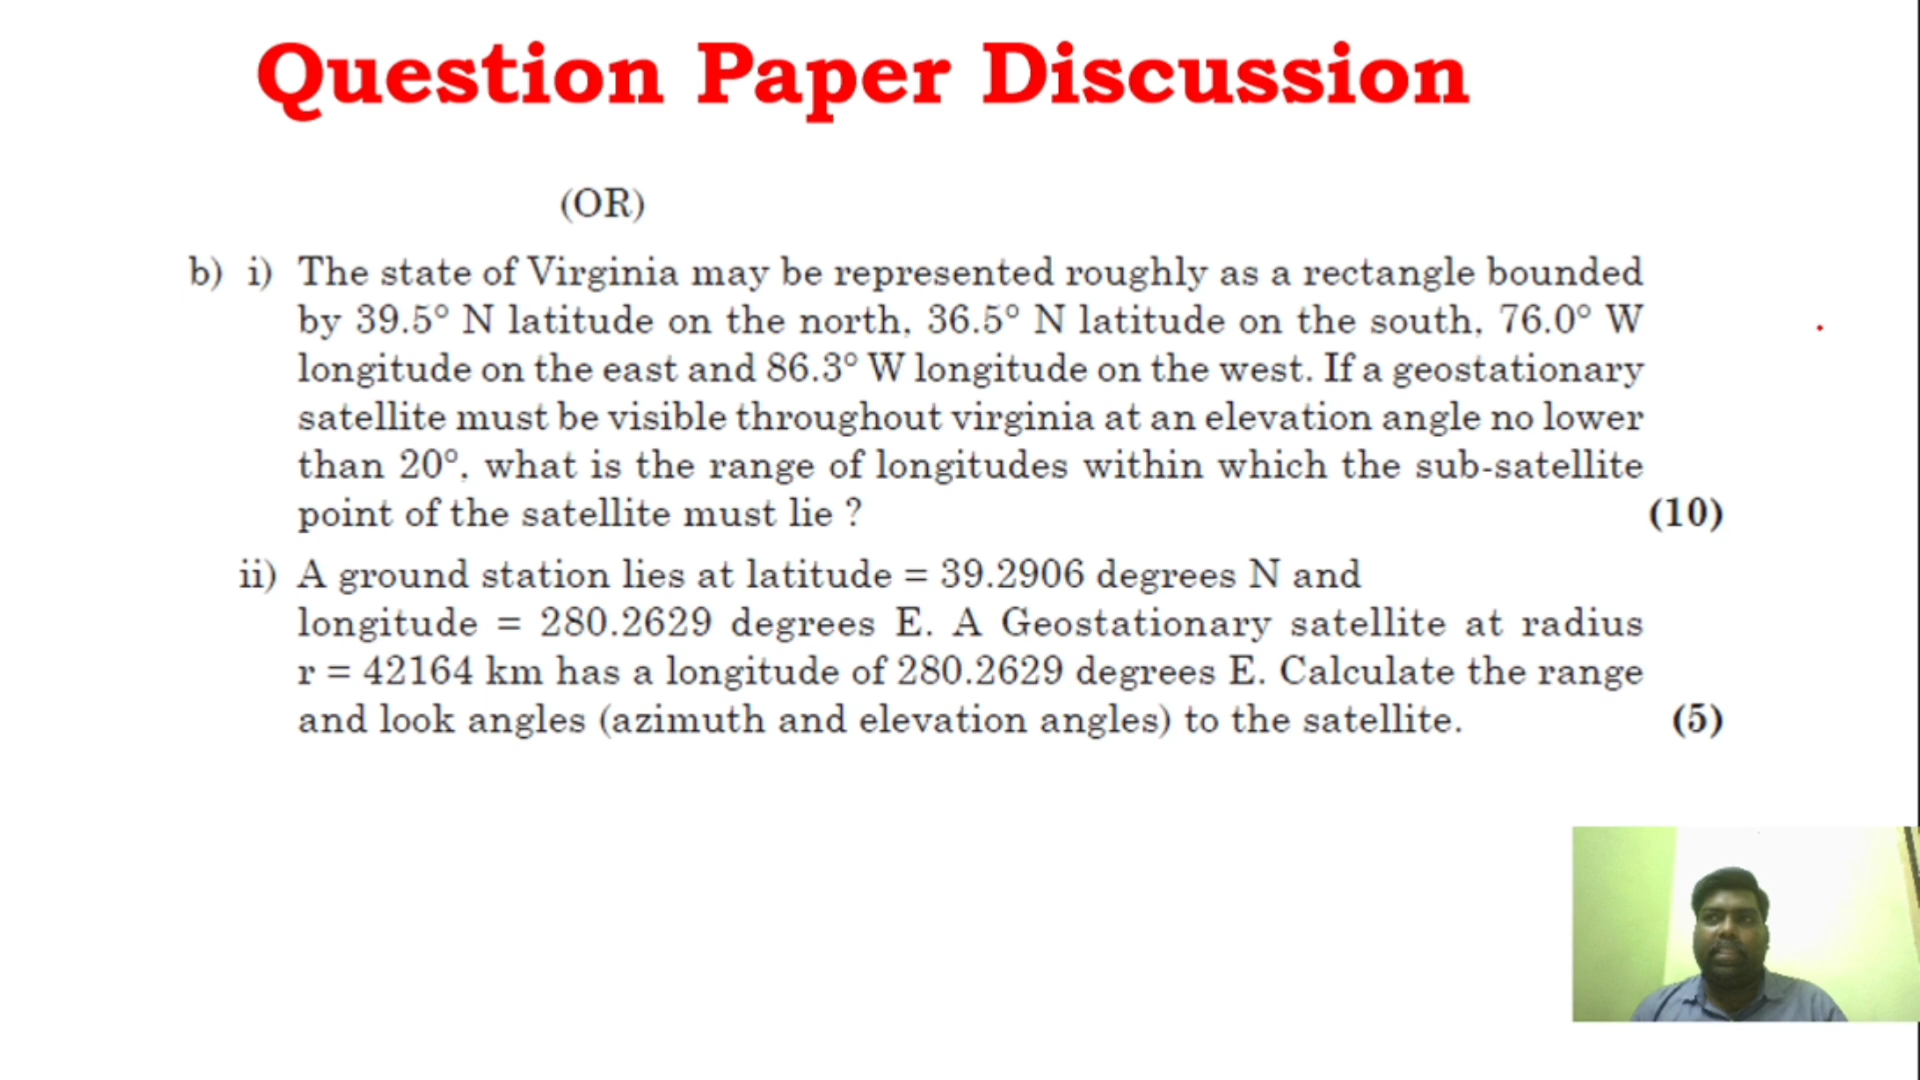 Question Paper Discussion
(OR)
b) i) The state of Virginia may be represented roughly as a rectangle bounded
by 39.5° N latitude on the north, 36.5° N latitude on the south, 76.0° W
longitude on the east and 86.3° W longitude on the west. If a geostationary
satellite must be visible throughout virginia at an elevation angle no lower
than 20°, what is the range of longitudes within which the sub-satellite
point of the satellite must lie ? (10)
ii) A ground station lies at latitude = 39.2906 degrees N and
longitude = 280.2629 degrees E. A Geostationary satellite at radius
r = 42164 km has a longitude of 280.2629 degrees E. Calculate the range
and look angles (azimuth and elevation angles) to the satellite. (5)